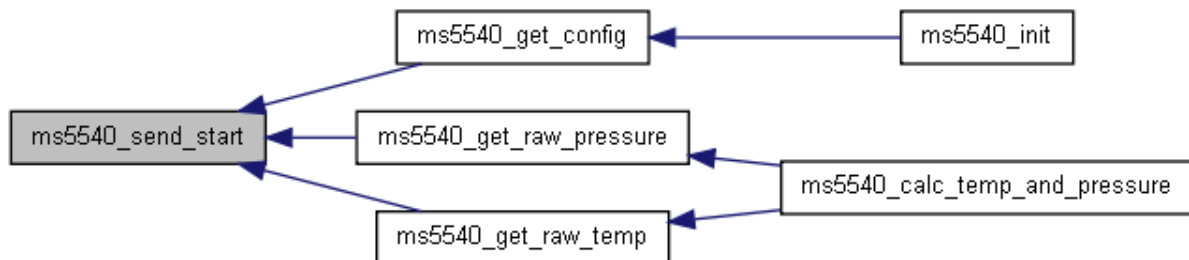 ms5540_get_config
ms5540_init
ms5540_send_start
ms5540_get_raw_pressure
ms5540_calc_temp_and_pressure
ms5540_get_raw_temp